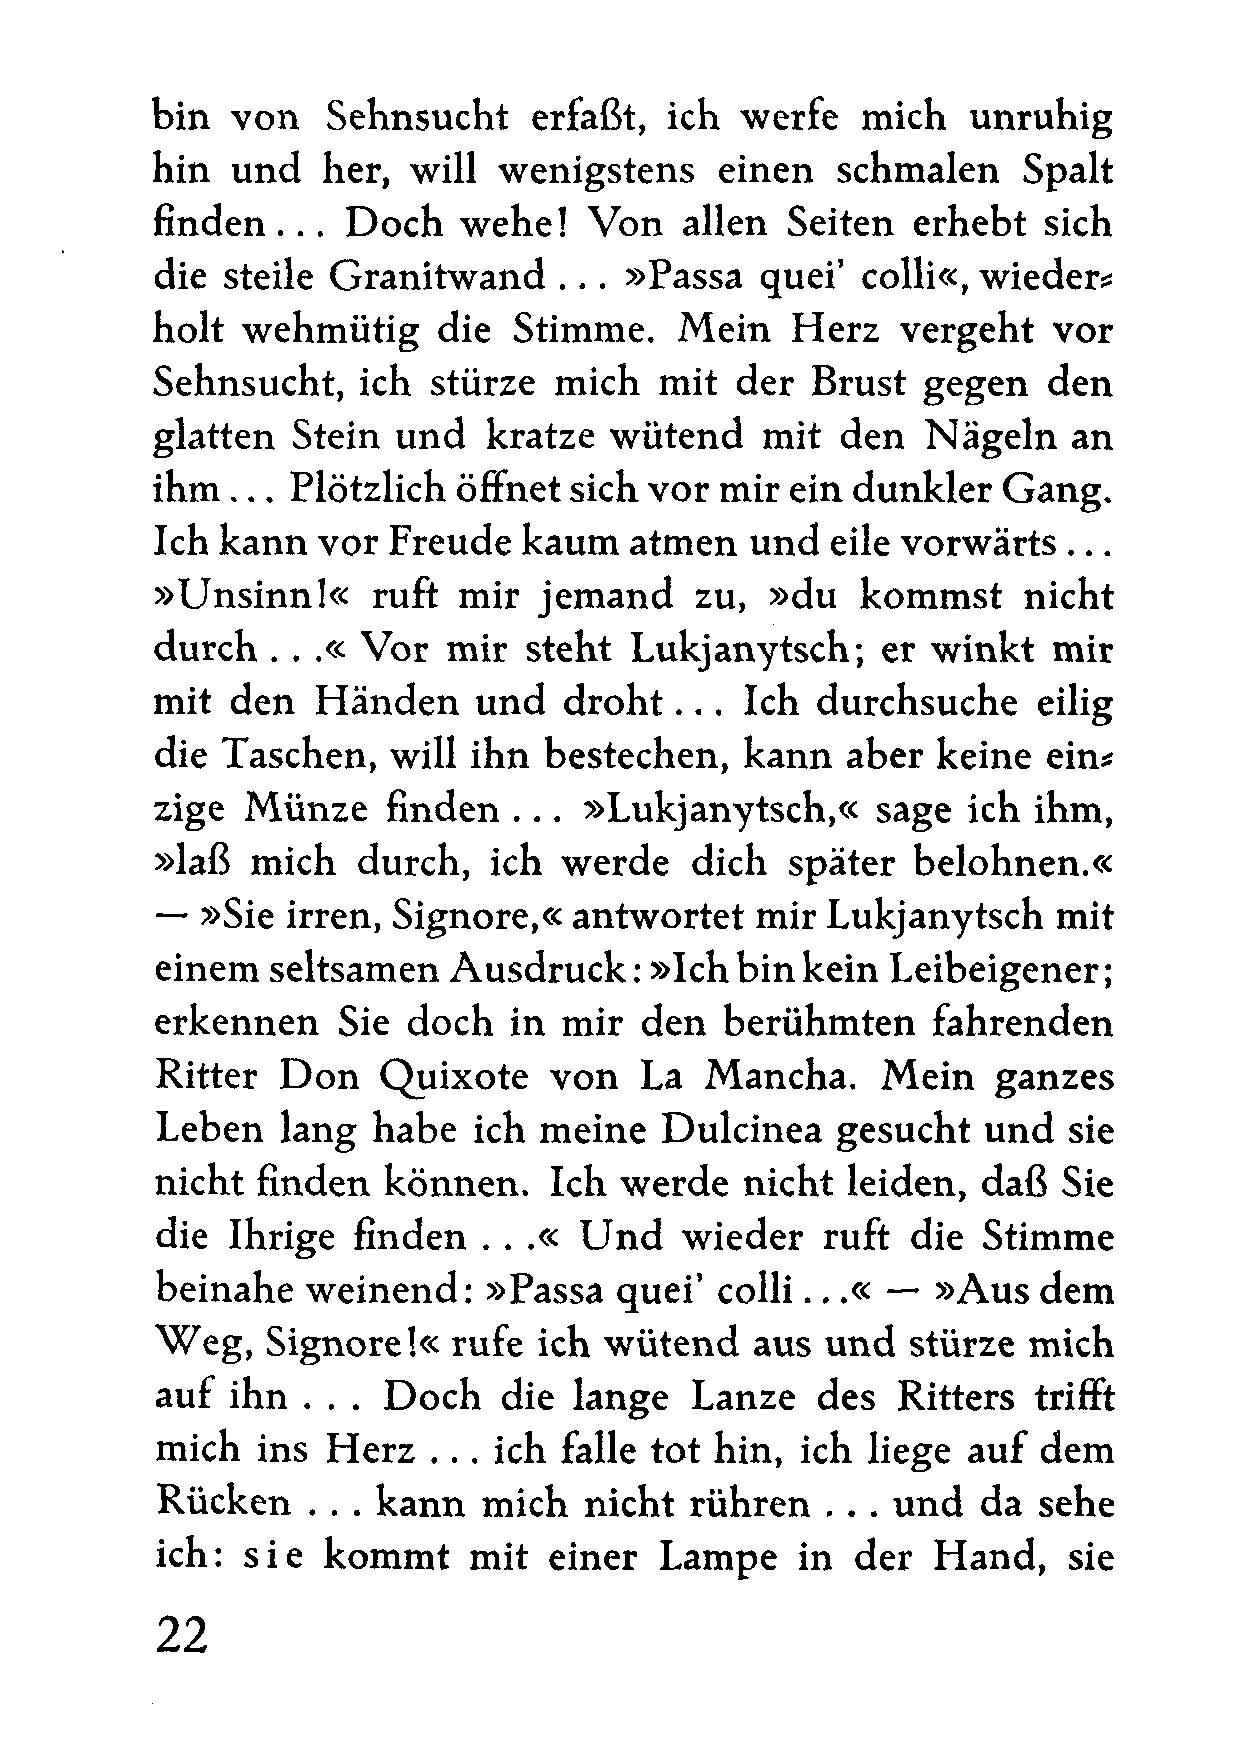 bin von Sehnsucht erfaßt, ich werfe mich unruhig
hin und her, will wenigstens einen schmalen Spalt
finden ... Doch wehe! Von allen Seiten erhebt sich
die steile Granitwand ... »Passa quei' colli«, wieder⸗
holt wehmütig die Stimme. Mein Herz vergeht vor
Sehnsucht, ich stürze mich mit der Brust gegen den
glatten Stein und kratze wütend mit den Nägeln an
ihm ... Plötzlich öffnet sich vor mir ein dunkler Gang.
Ich kann vor Freude kaum atmen und eile vorwärts ...
»Unsinn!« ruft mir jemand zu, »du kommst nicht
durch ...« Vor mir steht Lukjanytsch; er winkt mir
mit den Händen und droht ... Ich durchsuche eilig
die Taschen, will ihn bestechen, kann aber keine ein⸗
zige Münze finden ... »Lukjanytsch,« sage ich ihm,
»laß mich durch, ich werde dich später belohnen.«
— »Sie irren, Signore,« antwortet mir Lukjanytsch mit
einem seltsamen Ausdruck: »Ich bin kein Leibeigener;
erkennen Sie doch in mir den berühmten fahrenden
Ritter Don Quixote von La Mancha. Mein ganzes
Leben lang habe ich meine Dulcinea gesucht und sie
nicht finden können. Ich werde nicht leiden, daß Sie
die Ihrige finden ...« Und wieder ruft die Stimme
beinahe weinend: »Passa quei' colli ...« — »Aus dem
Weg, Signore!« rufe ich wütend aus und stürze mich
auf ihn ... Doch die lange Lanze des Ritters trifft
mich ins Herz ... ich falle tot hin, ich liege auf dem
Rücken ... kann mich nicht rühren ... und da sehe
ich: s i e kommt mit einer Lampe in der Hand, sie
22